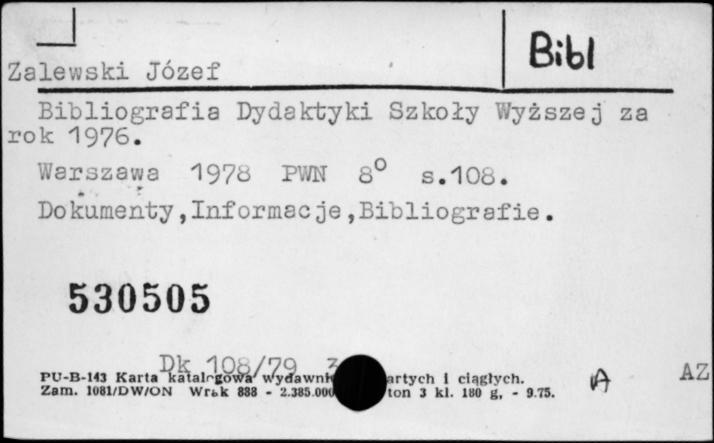 Bibl
Zalewski Józef
Bibliografia Dydaktyki Szkoły Wyższej za
rok 1976.
Warszawa 1978 PWN 8° s.108.
Dokumenty,Informacje,Bibliografie.
530505
Dk 108/79 z
PU-B-143 Karta katalogowa artych i ciągłych.
AZ
Zam. 1081/DW/ON 888 - 2.385.000 ton 3 kl. 180 g, - 9.75.